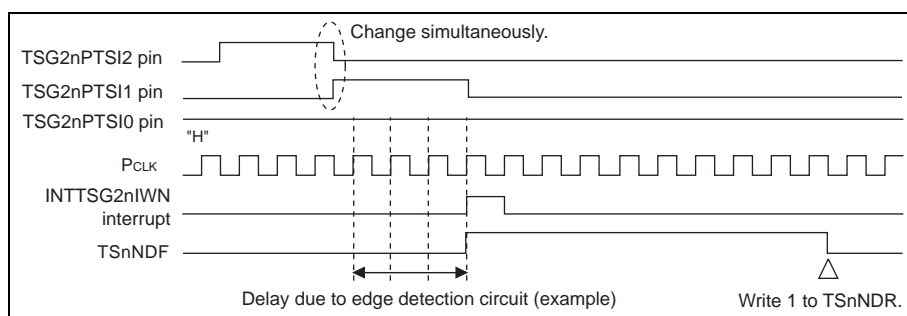 Change simultaneously.
TSG2nPTSI2 pin
TSG2nPTSI1 pin
TSG2nPTSI0 pin
"H"
PCLK
INTTSG2nIWN
interrupt
TSnNDF
Delay due to edge detection circuit (example)
Write 1 to TSnNDR.